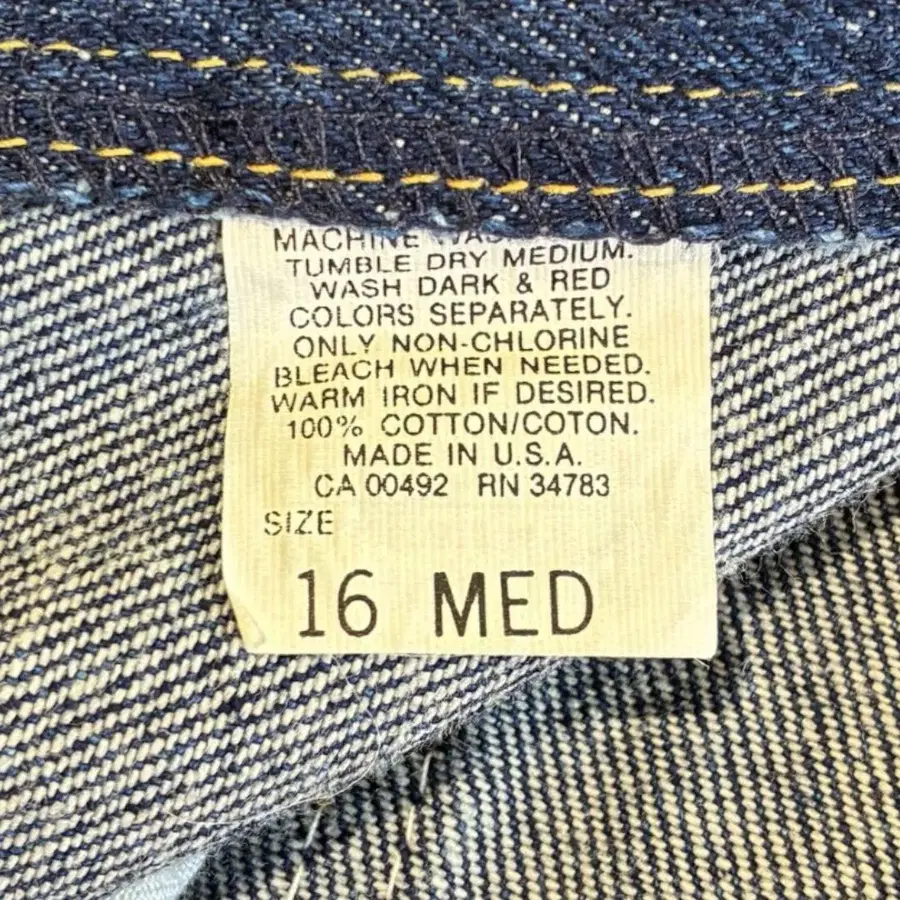 MACHINE
TUMBLE DRY MEDIUM.
WASH DARK & RED
COLORS SEPARATELY.
ONLY NON-CHLORINE
BLEACH WHEN NEEDED.
WARM IRON IF DESIRED.
100% COTTON/COTON.
MADE IN U.S.A.
CA 00492 RN 34783
SIZE
16 MED